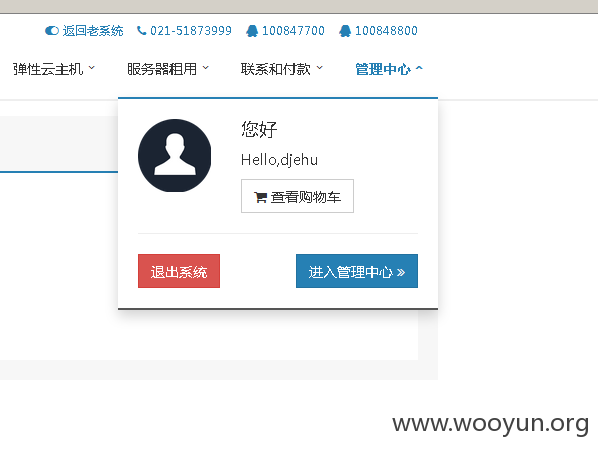 返回老系统 021-51873999 100847700 100848800
弹性云主机 服务器租用 联系和付款 管理中心
您好
Hello,djehu
查看购物车
退出系统 进入管理中心 »
www.wooyun.org